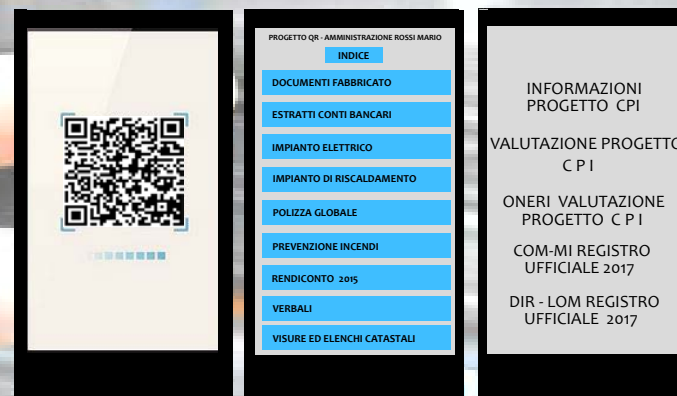 PROGETTO QR - AMMINISTRAZIONE ROSSI MARIO
INDICE
DOCUMENTI FABBRICATO
ESTRATTI CONTI BANCARI
IMPIANTO ELETTRICO
IMPIANTO DI RISCALDAMENTO
POLIZZA GLOBALE
PREVENZIONE INCENDI
RENDICONTO 2015
VERBALI
VISURE ED ELENCHI CATASTALI
INFORMAZIONI
PROGETTO CPI
VALUTAZIONE PROGETTO
C P I
ONERI VALUTAZIONE
PROGETTO C P I
COM-MI REGISTRO
UFFICIALE 2017
DIR - LOM REGISTRO
UFFICIALE 2017